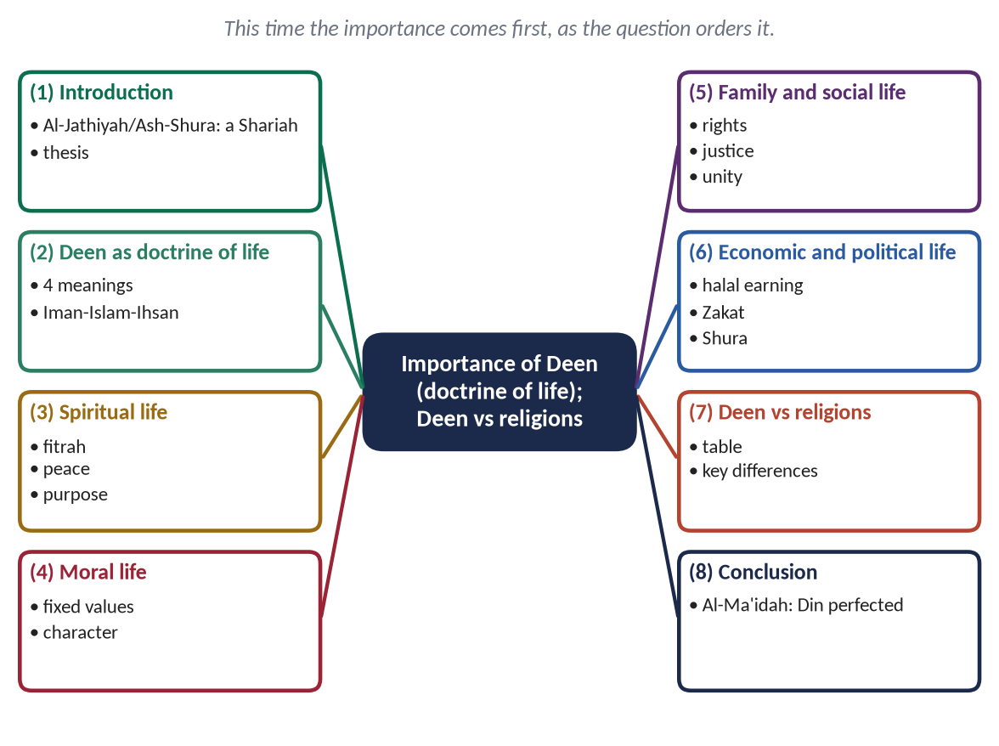 This time the importance comes first, as the question orders it.
(1) Introduction
• Al-Jathiyah/Ash-Shura: a Shariah
• thesis
(2) Deen as doctrine of life
• 4 meanings
• Iman-Islam-Ihsan
(3) Spiritual life
• fitrah
• peace
• purpose
(4) Moral life
• fixed values
• character
Importance of Deen
(doctrine of life);
Deen vs religions
(5) Family and social life
• rights
• justice
• unity
(6) Economic and political life
• halal earning
• Zakat
• Shura
(7) Deen vs religions
• table
• key differences
(8) Conclusion
• Al-Ma'idah: Din perfected